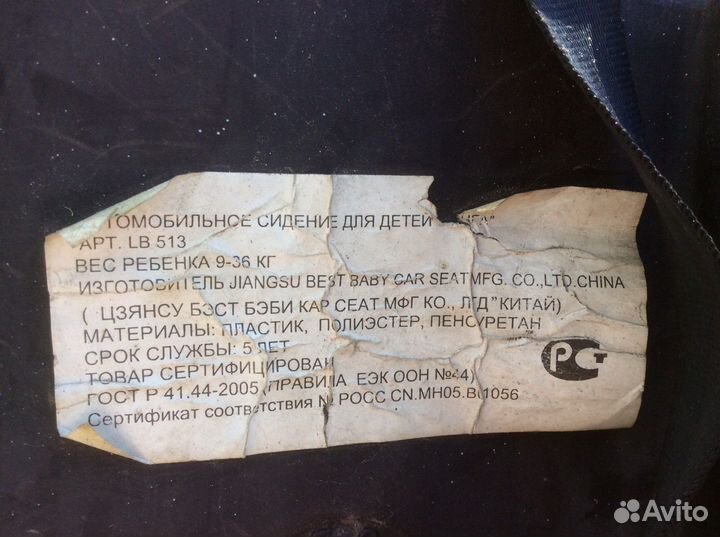 ТОМОБИЛЬНОЕ СИДЕНИЕ ДЛЯ ДЕТЕЙ
АРТ. LB 513
ВЕС РЕБЕНКА 9-36 КГ
ИЗГОТОВИТЕЛЬ JIANGSU BEST BABY CAR SEATMFG. CO.,LTD.CHINA
( ЦЗЯНСУ БЭСТ БЭБИ КАР СЕАТ МФГ КО., ЛТД"КИТАЙ)
МАТЕРИАЛЫ: ПЛАСТИК, ПОЛИЭСТЕР, ПЕНОУРЕТАН
СРОК СЛУЖБЫ: 5 ЛЕТ
ТОВАР СЕРТИФИЦИРОВАН
ГОСТ Р 41.44-2005 (ПРАВИЛА ЕЭК ООН №44)
Сертификат соответствия № РОСС CN.MH05.B01056
РСТ
Avito